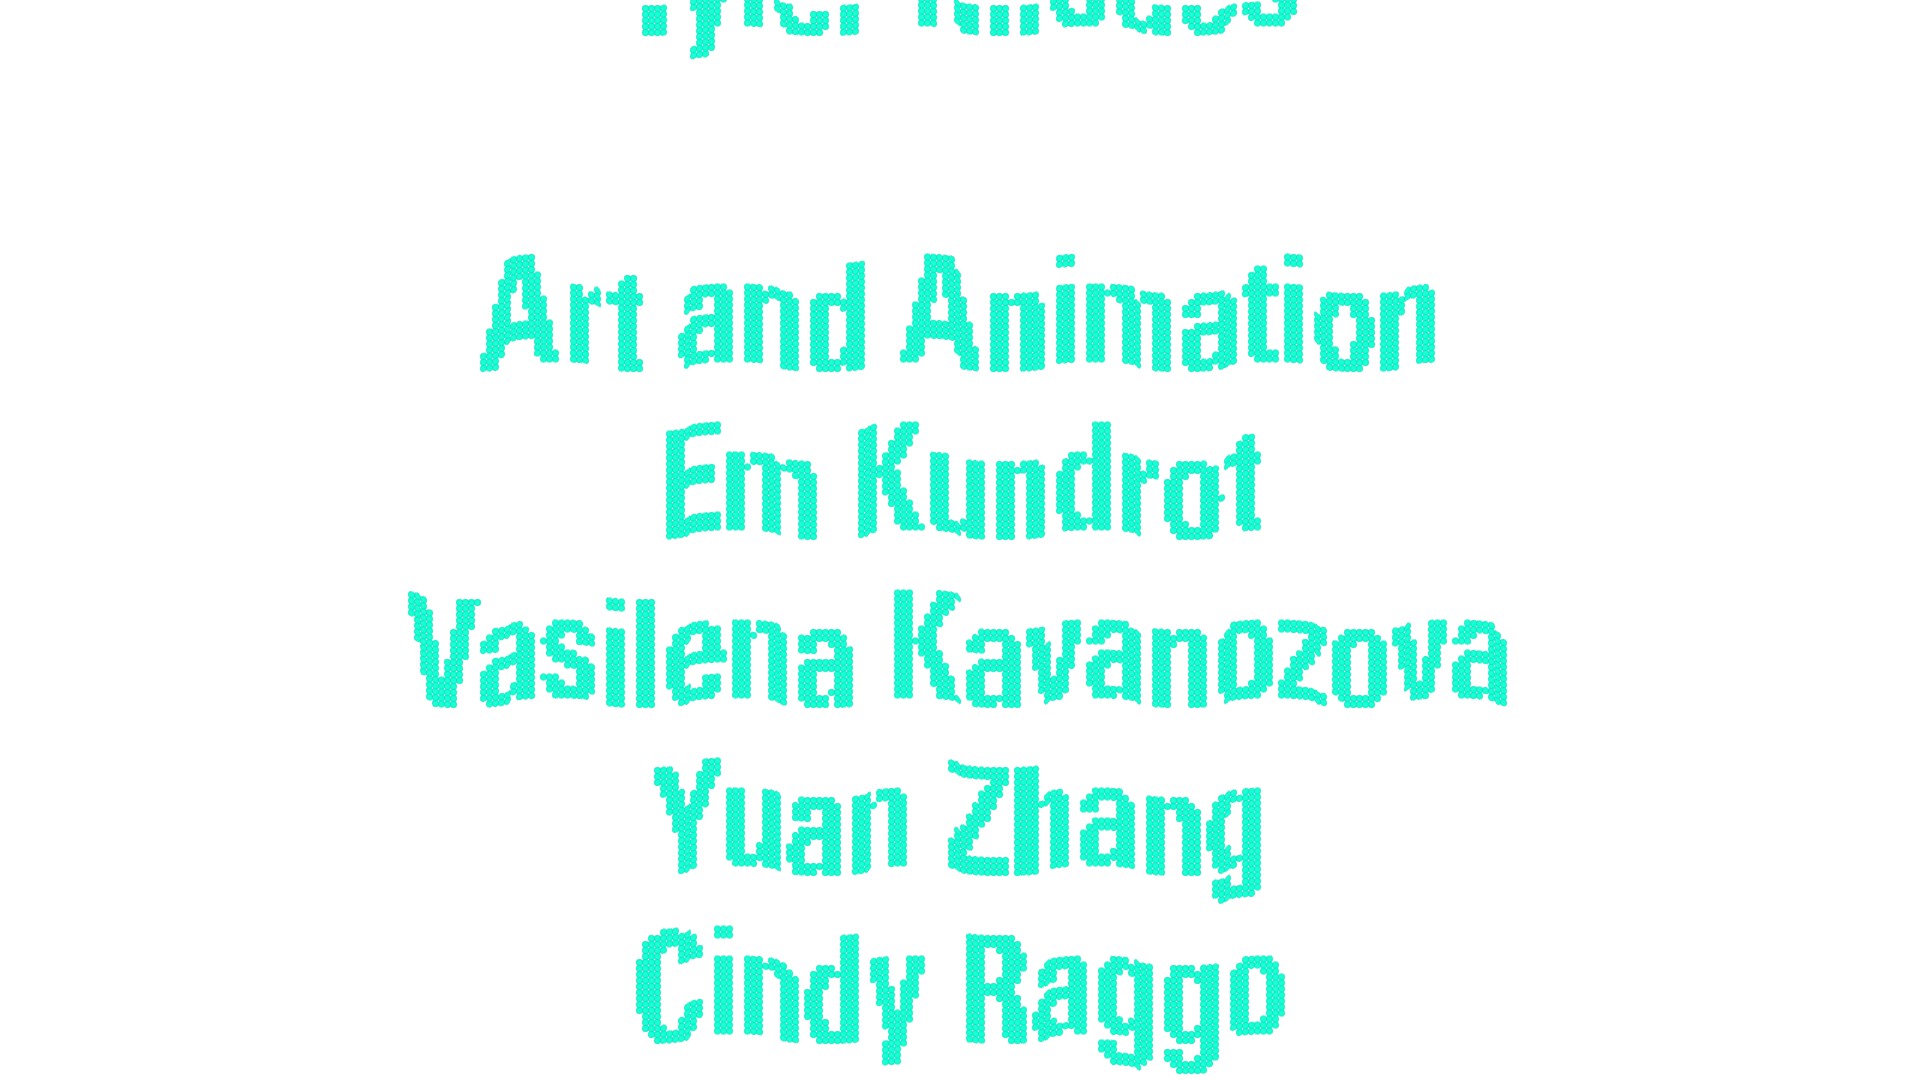 Art and Animation
Em Kundrot
Vasilena Kavanozova
Yuan Zhang
Cindy Raggo